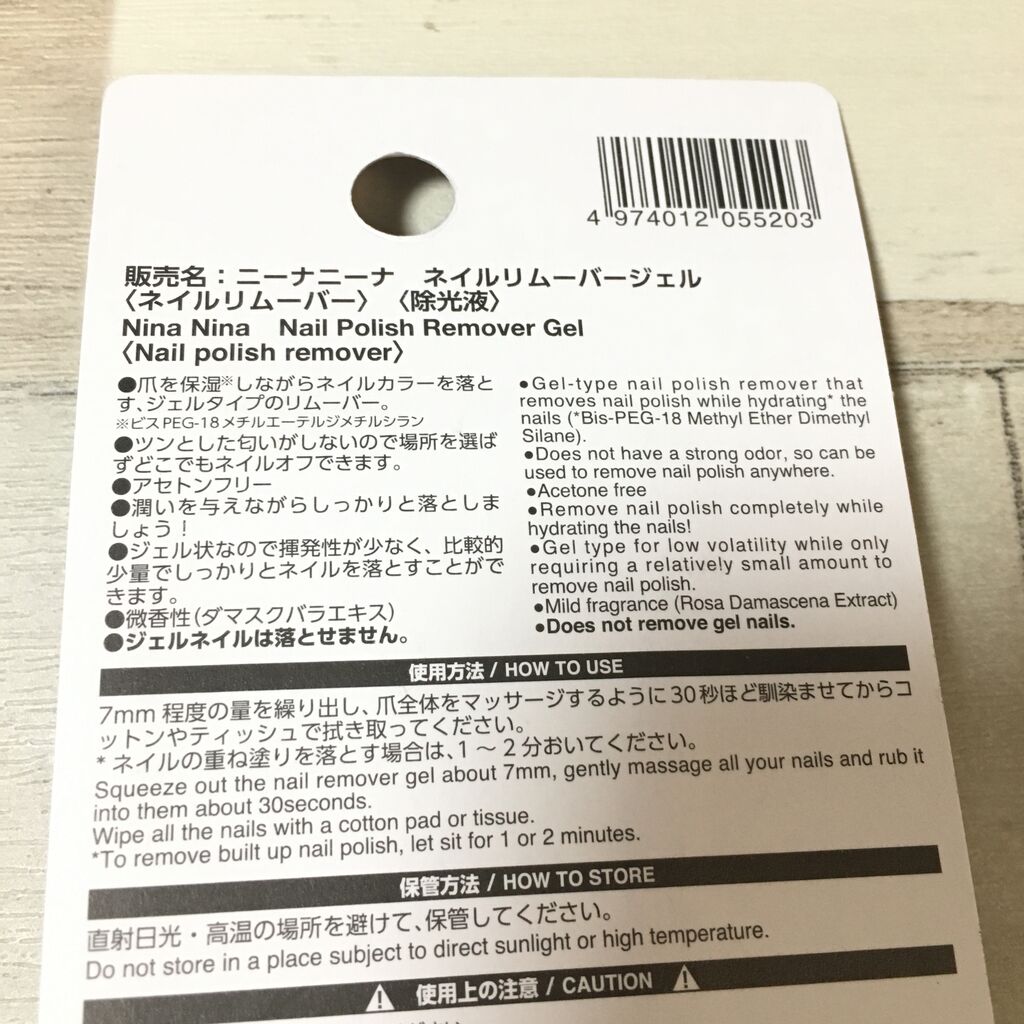 4 974012 055203
販売名：ニーナニーナ　ネイルリムーバージェル
〈ネイルリムーバー〉〈除光液〉
Nina Nina　Nail Polish Remover Gel
〈Nail polish remover〉
●爪を保湿※しながらネイルカラーを落と
す、ジェルタイプのリムーバー。
※ビスPEG-18メチルエーテルジメチルシラン
●ツンとした匂いがしないので場所を選ば
ずどこでもネイルオフできます。
●アセトンフリー
●潤いを与えながらしっかりと落としま
しょう！
●ジェル状なので揮発性が少なく、比較的
少量でしっかりとネイルを落とすことがで
きます。
●微香性(ダマスクバラエキス)
●ジェルネイルは落とせません。
●Gel-type nail polish remover that
removes nail polish while hydrating* the
nails (*Bis-PEG-18 Methyl Ether Dimethyl
Silane).
●Does not have a strong odor, so can be
used to remove nail polish anywhere.
●Acetone free
●Remove nail polish completely while
hydrating the nails!
●Gel type for low volatility while only
requiring a relatively small amount to
remove nail polish.
●Mild fragrance (Rosa Damascena Extract)
●Does not remove gel nails.
使用方法 / HOW TO USE
7mm 程度の量を繰り出し、爪全体をマッサージするように30秒ほど馴染ませてからコ
ットンやティッシュで拭き取ってください。
* ネイルの重ね塗りを落とす場合は、1～2分おいてください。
Squeeze out the nail remover gel about 7mm, gently massage all your nails and rub it
into them about 30seconds.
Wipe all the nails with a cotton pad or tissue.
*To remove built up nail polish, let sit for 1 or 2 minutes.
保管方法 / HOW TO STORE
直射日光・高温の場所を避けて、保管してください。
Do not store in a place subject to direct sunlight or high temperature.
使用上の注意 / CAUTION